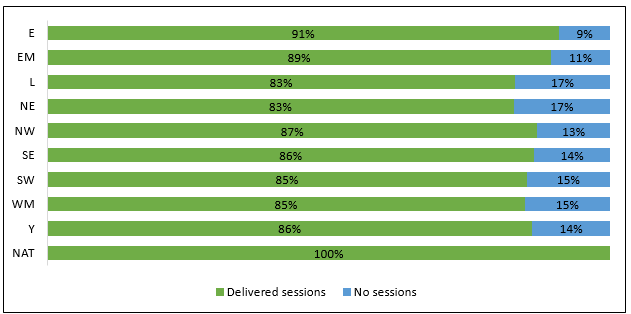 E 91% 9%
EM 89% 11%
L 83% 17%
NE 83% 17%
NW 87% 13%
SE 86% 14%
SW 85% 15%
WM 85% 15%
Y 86% 14%
NAT 100%
Delivered sessions No sessions